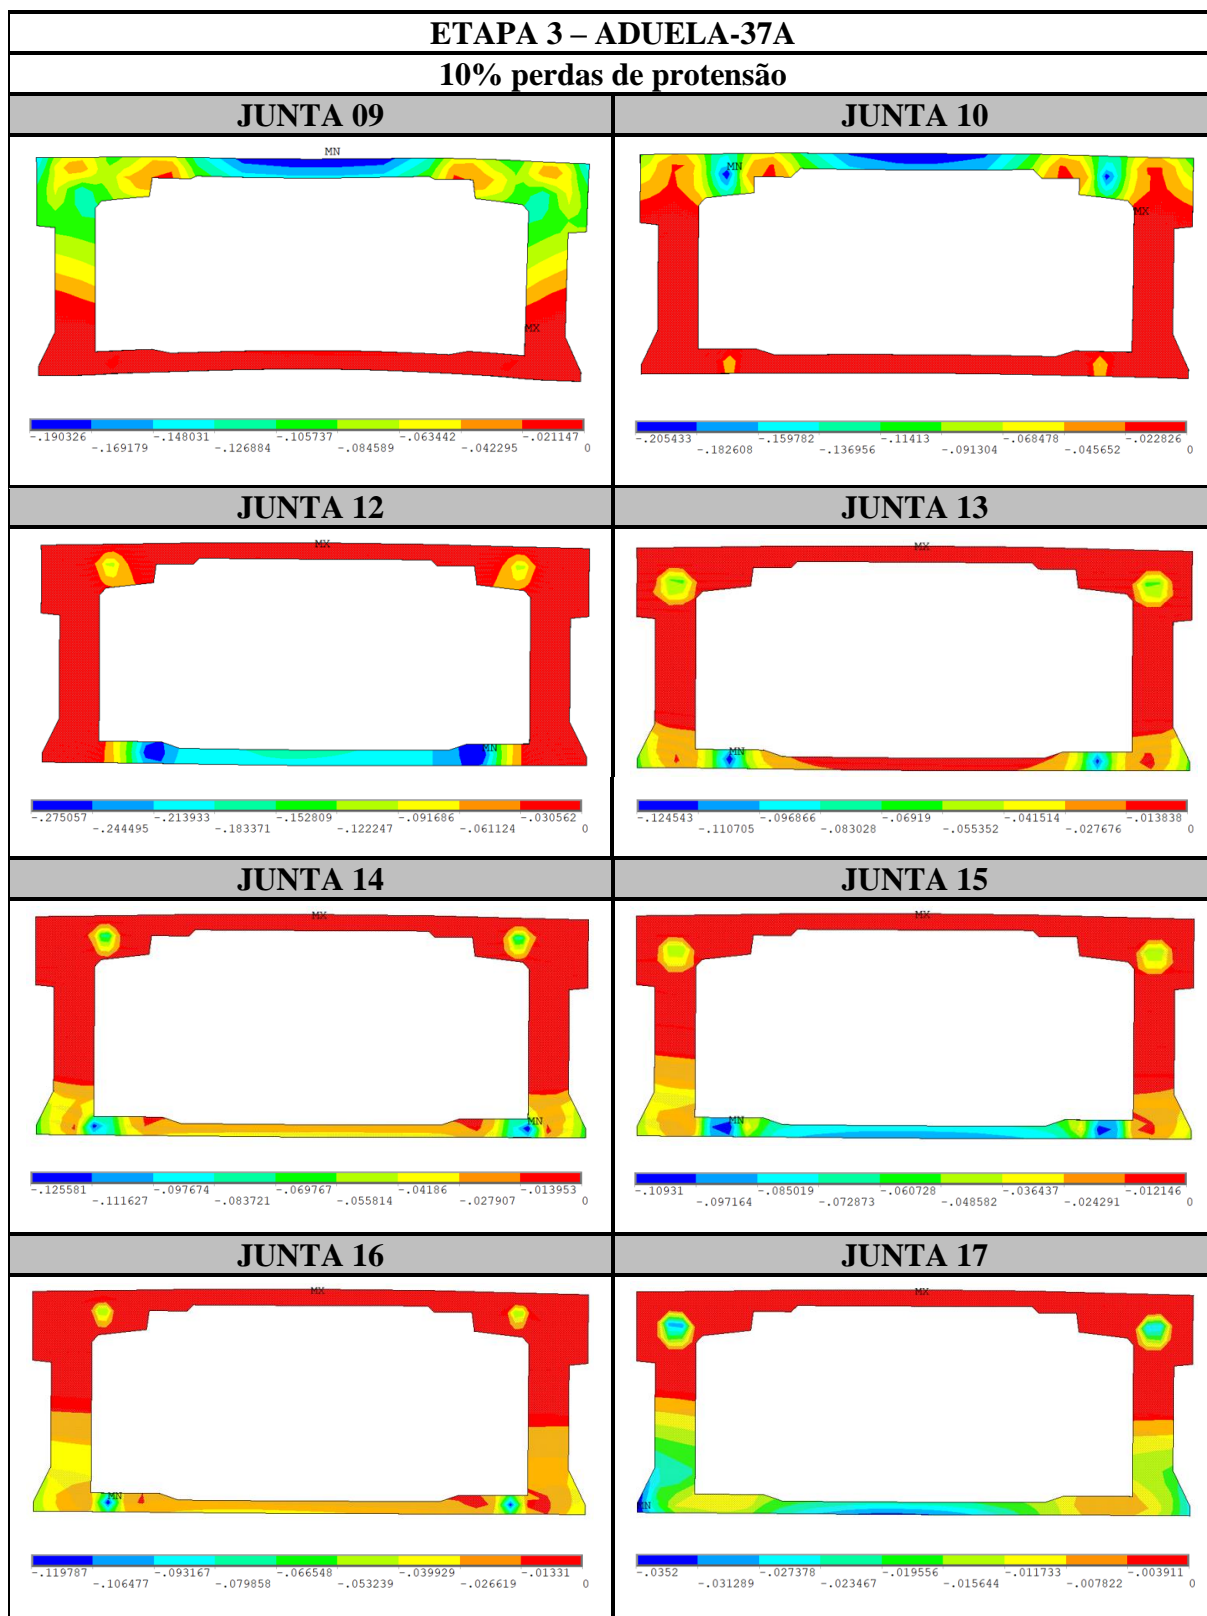 ETAPA 3 – ADUELA-37A
10% perdas de protensão
JUNTA 09
JUNTA 10
MN
MX
-.190326 -.148031 -.105737 -.063442 -.021147
-.169179 -.126884 -.084589 -.042295 0
MN
MX
-.205433 -.159782 -.11413 -.068478 -.022826
-.182608 -.136956 -.091304 -.045652 0
JUNTA 12
JUNTA 13
MX
MN
-.275057 -.213933 -.152809 -.091686 -.030562
-.244495 -.183371 -.122247 -.061124 0
MX
MN
-.124543 -.096866 -.06919 -.041514 -.013838
-.110705 -.083028 -.055352 -.027676 0
JUNTA 14
JUNTA 15
MX
MN
-.125581 -.097674 -.069767 -.04186 -.013953
-.111627 -.083721 -.055814 -.027907 0
MX
MN
-.10931 -.085019 -.060728 -.036437 -.012146
-.097164 -.072873 -.048582 -.024291 0
JUNTA 16
JUNTA 17
MX
MN
-.119787 -.093167 -.066548 -.039929 -.01331
-.106477 -.079858 -.053239 -.026619 0
MX
MN
-.0352 -.027378 -.019556 -.011733 -.003911
-.031289 -.023467 -.015644 -.007822 0